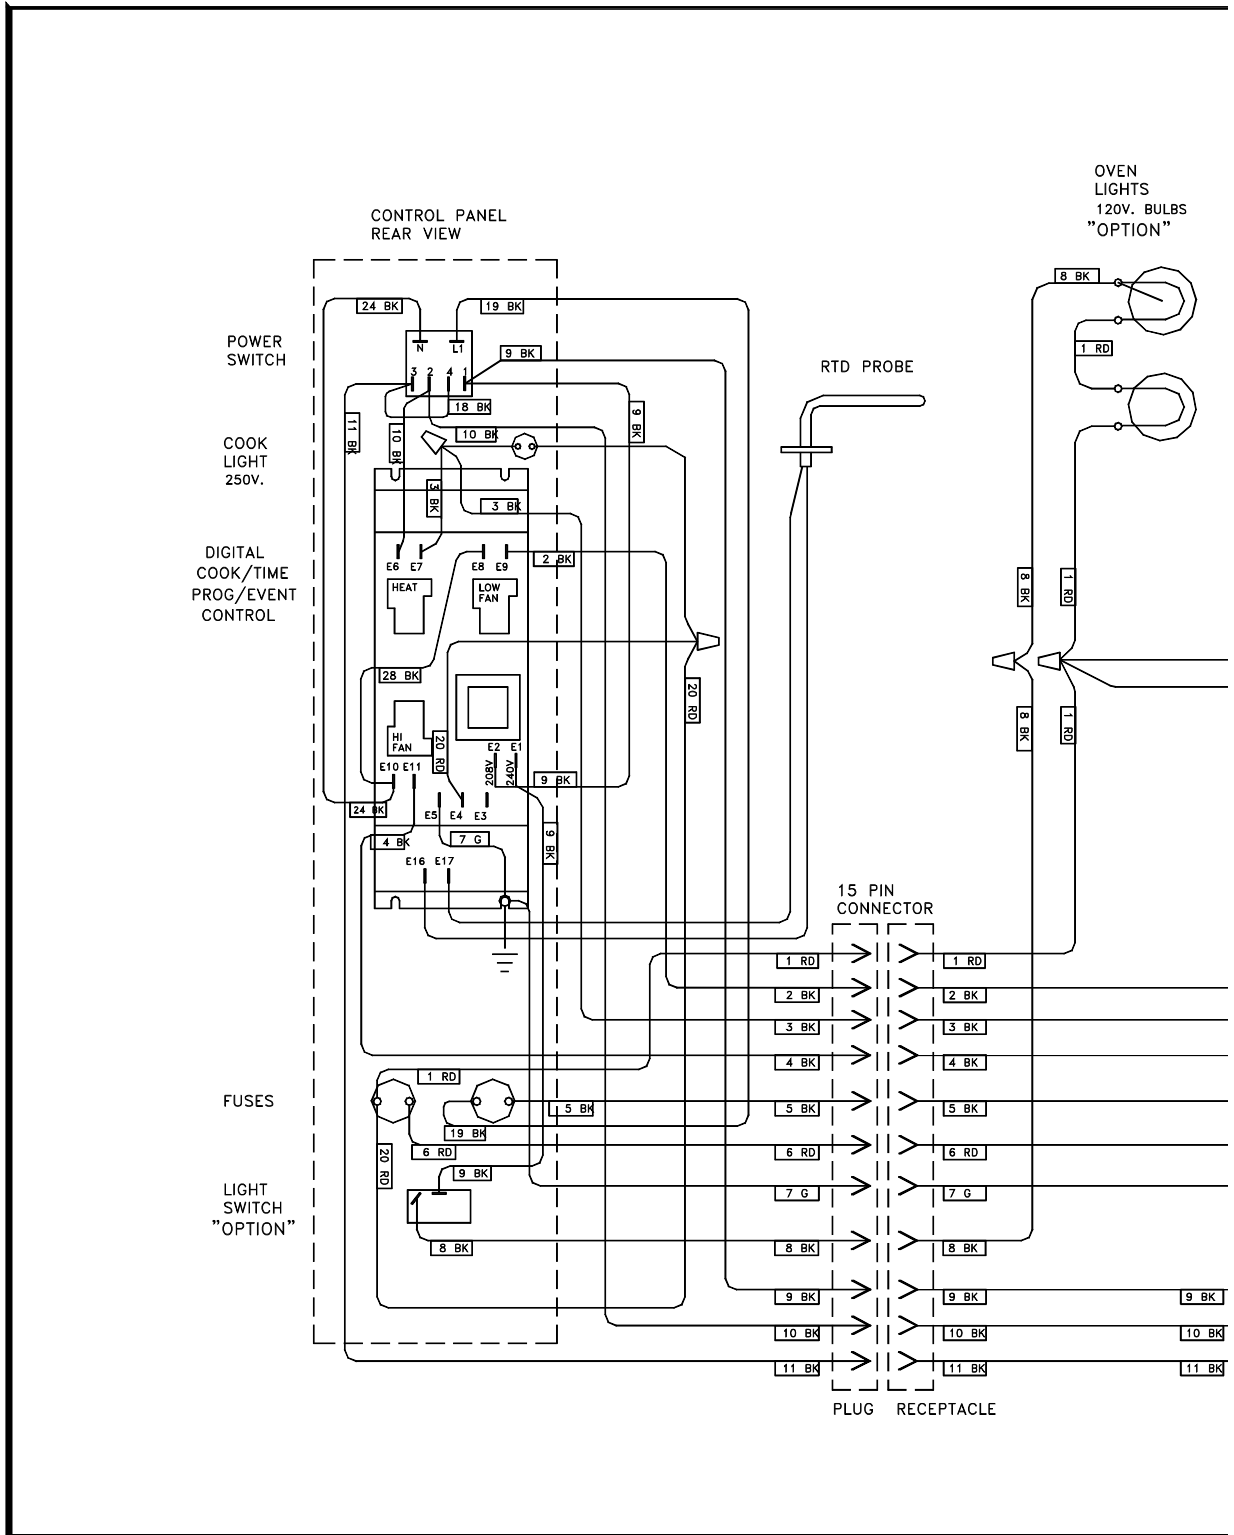 OVEN
LIGHTS
120V. BULBS
"OPTION"
CONTROL PANEL
REAR VIEW
8 BK
24 BK
19 BK
POWER
SWITCH
N
L1
9 BK
1 RD
RTD PROBE
3
2
4
1
18 BK
11 BK
10 BK
10 BK
9 BK
COOK
LIGHT
250V.
3 BK
3 BK
DIGITAL
COOK/TIME
PROG/EVENT
CONTROL
E6
E7
E8
E9
2 BK
HEAT
LOW
FAN
8 BK
1 RD
28 BK
20 RD
8 BK
1 RD
HI
FAN
20 RD
E2
E1
208V
240V
E10
E11
9 BK
24 BK
E5
E4
E3
4 BK
7 G
9 BK
E16
E17
15 PIN
CONNECTOR
1 RD
1 RD
2 BK
2 BK
3 BK
3 BK
4 BK
4 BK
1 RD
FUSES
5 BK
5 BK
5 BK
19 BK
6 RD
6 RD
6 RD
20 RD
9 BK
7 G
7 G
LIGHT
SWITCH
"OPTION"
8 BK
8 BK
8 BK
9 BK
9 BK
9 BK
10 BK
10 BK
10 BK
11 BK
11 BK
11 BK
PLUG
RECEPTACLE